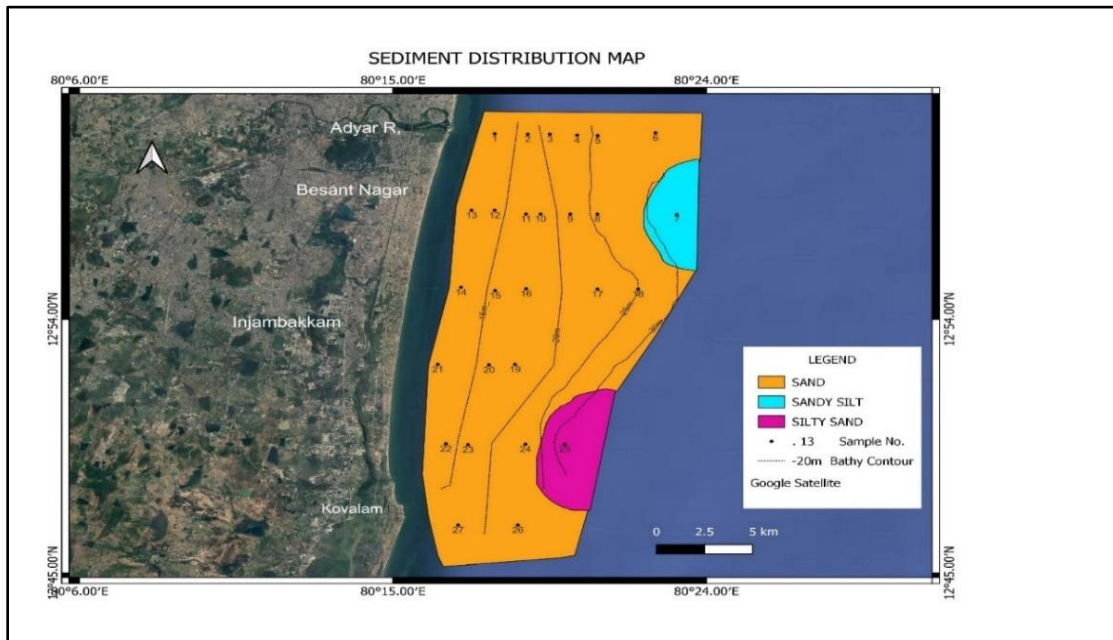 SEDIMENT DISTRIBUTION MAP
80°6.00'E 80°15.00'E 80°24.00'E
Adyar R,
1 2 3 4 5 6
Besant Nagar
13 12 11 10 9 8 7
14 15 16 17 18
12°54.00'N 12°54.00'N
Injambakkam
21 20 19
22 23 24 25
Kovalam
27 26
LEGEND
SAND
SANDY SILT
SILTY SAND
. 13 Sample No.
-20m Bathy Contour
Google Satellite
0 2.5 5 km
12°45.00'N 12°45.00'N
80°6.00'E 80°15.00'E 80°24.00'E